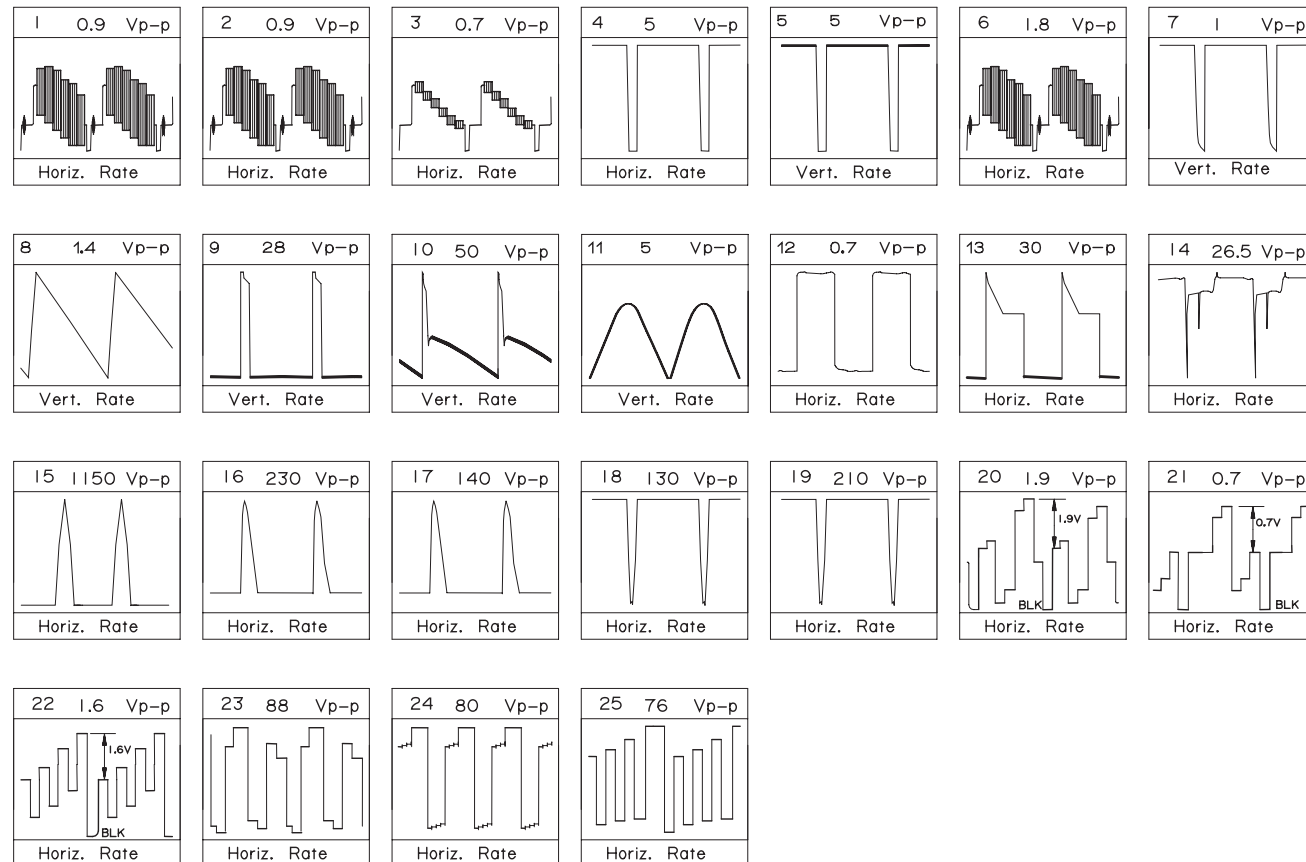 1 0.9 Vp-p
2 0.9 Vp-p
3 0.7 Vp-p
4 5 Vp-p
5 5 Vp-p
6 1.8 Vp-p
7 1 Vp-p
Horiz. Rate
Horiz. Rate
Horiz. Rate
Horiz. Rate
Vert. Rate
Horiz. Rate
Vert. Rate
8 1.4 Vp-p
9 28 Vp-p
10 50 Vp-p
11 5 Vp-p
12 0.7 Vp-p
13 30 Vp-p
14 26.5 Vp-p
Vert. Rate
Vert. Rate
Vert. Rate
Vert. Rate
Horiz. Rate
Horiz. Rate
Horiz. Rate
15 1150 Vp-p
16 230 Vp-p
17 140 Vp-p
18 130 Vp-p
19 210 Vp-p
20 1.9 Vp-p
21 0.7 Vp-p
1.9V
0.7V
BLK
BLK
Horiz. Rate
Horiz. Rate
Horiz. Rate
Horiz. Rate
Horiz. Rate
Horiz. Rate
Horiz. Rate
22 1.6 Vp-p
23 88 Vp-p
24 80 Vp-p
25 76 Vp-p
1.6V
BLK
Horiz. Rate
Horiz. Rate
Horiz. Rate
Horiz. Rate